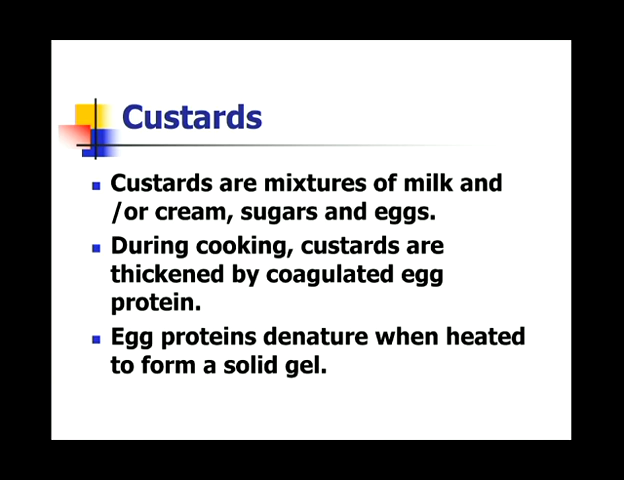 Custards
Custards are mixtures of milk and
/or cream, sugars and eggs.
During cooking, custards are
thickened by coagulated egg
protein.
Egg proteins denature when heated
to form a solid gel.